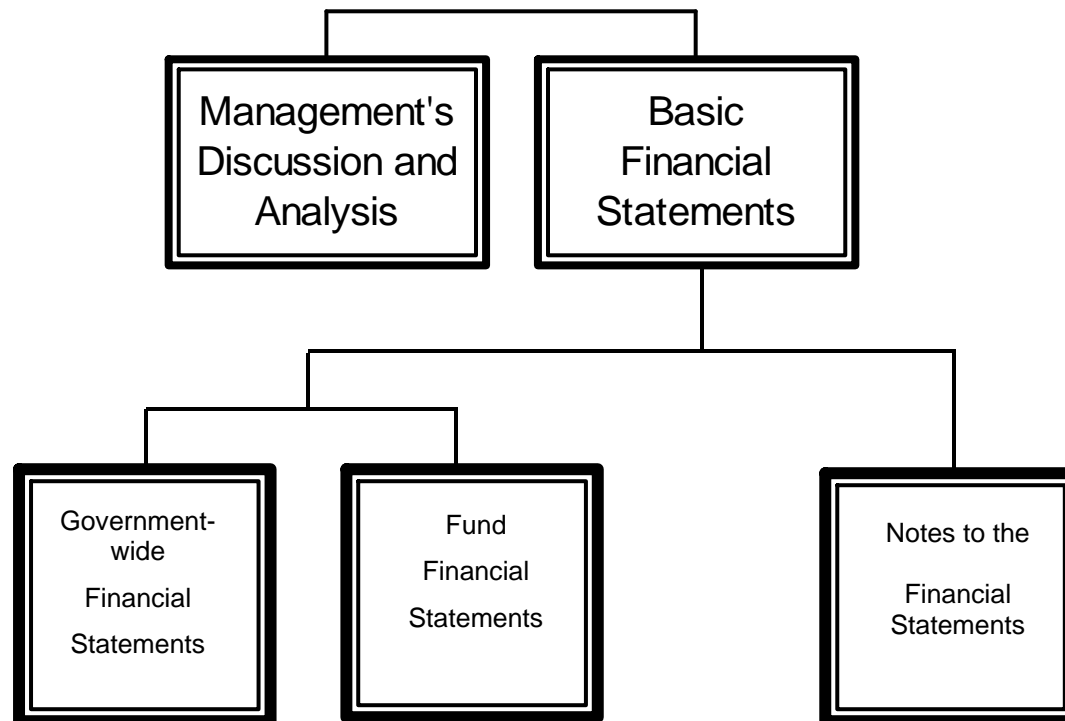 Management's
Discussion and
Analysis
Basic
Financial
Statements
Government-
wide
Financial
Statements
Fund
Financial
Statements
Notes to the
Financial
Statements